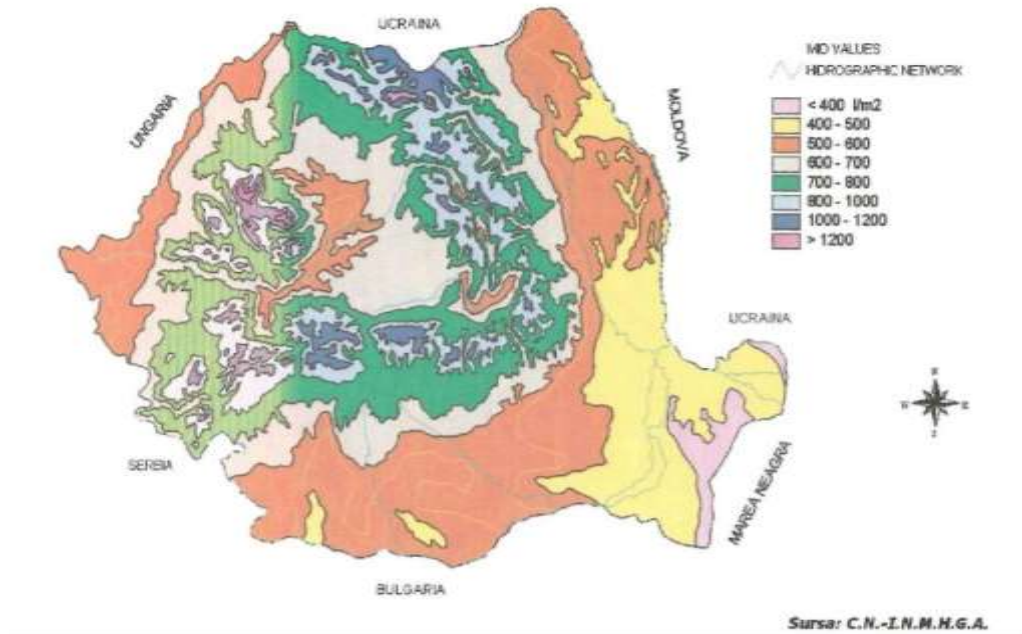 UCRAINA
MID VALUES
HIDROGRAPHIC NETWORK
UNGARIA
MOLDOVA
< 400 l/m2
400 - 500
500 - 600
600 - 700
700 - 800
800 - 1000
1000 - 1200
> 1200
UCRAINA
N
W
E
S
SERBIA
MAREA NEAGRA
BULGARIA
Sursa: C.N.-I.N.M.H.G.A.